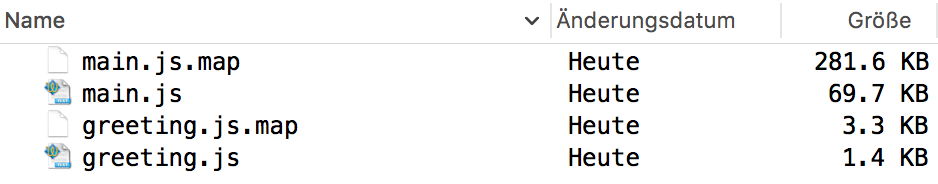 Name Änderungsdatum Größe
main.js.map Heute 281.6 KB
main.js Heute 69.7 KB
greeting.js.map Heute 3.3 KB
greeting.js Heute 1.4 KB